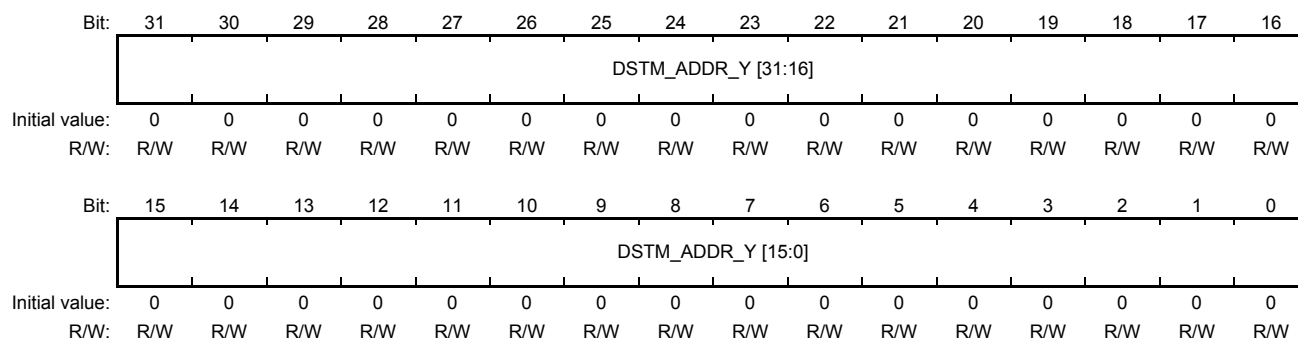 Bit: 31 30 29 28 27 26 25 24 23 22 21 20 19 18 17 16
DSTM_ADDR_Y [31:16]
Initial value: 0 0 0 0 0 0 0 0 0 0 0 0 0 0 0 0
R/W: R/W R/W R/W R/W R/W R/W R/W R/W R/W R/W R/W R/W R/W R/W R/W R/W
Bit: 15 14 13 12 11 10 9 8 7 6 5 4 3 2 1 0
DSTM_ADDR_Y [15:0]
Initial value: 0 0 0 0 0 0 0 0 0 0 0 0 0 0 0 0
R/W: R/W R/W R/W R/W R/W R/W R/W R/W R/W R/W R/W R/W R/W R/W R/W R/W